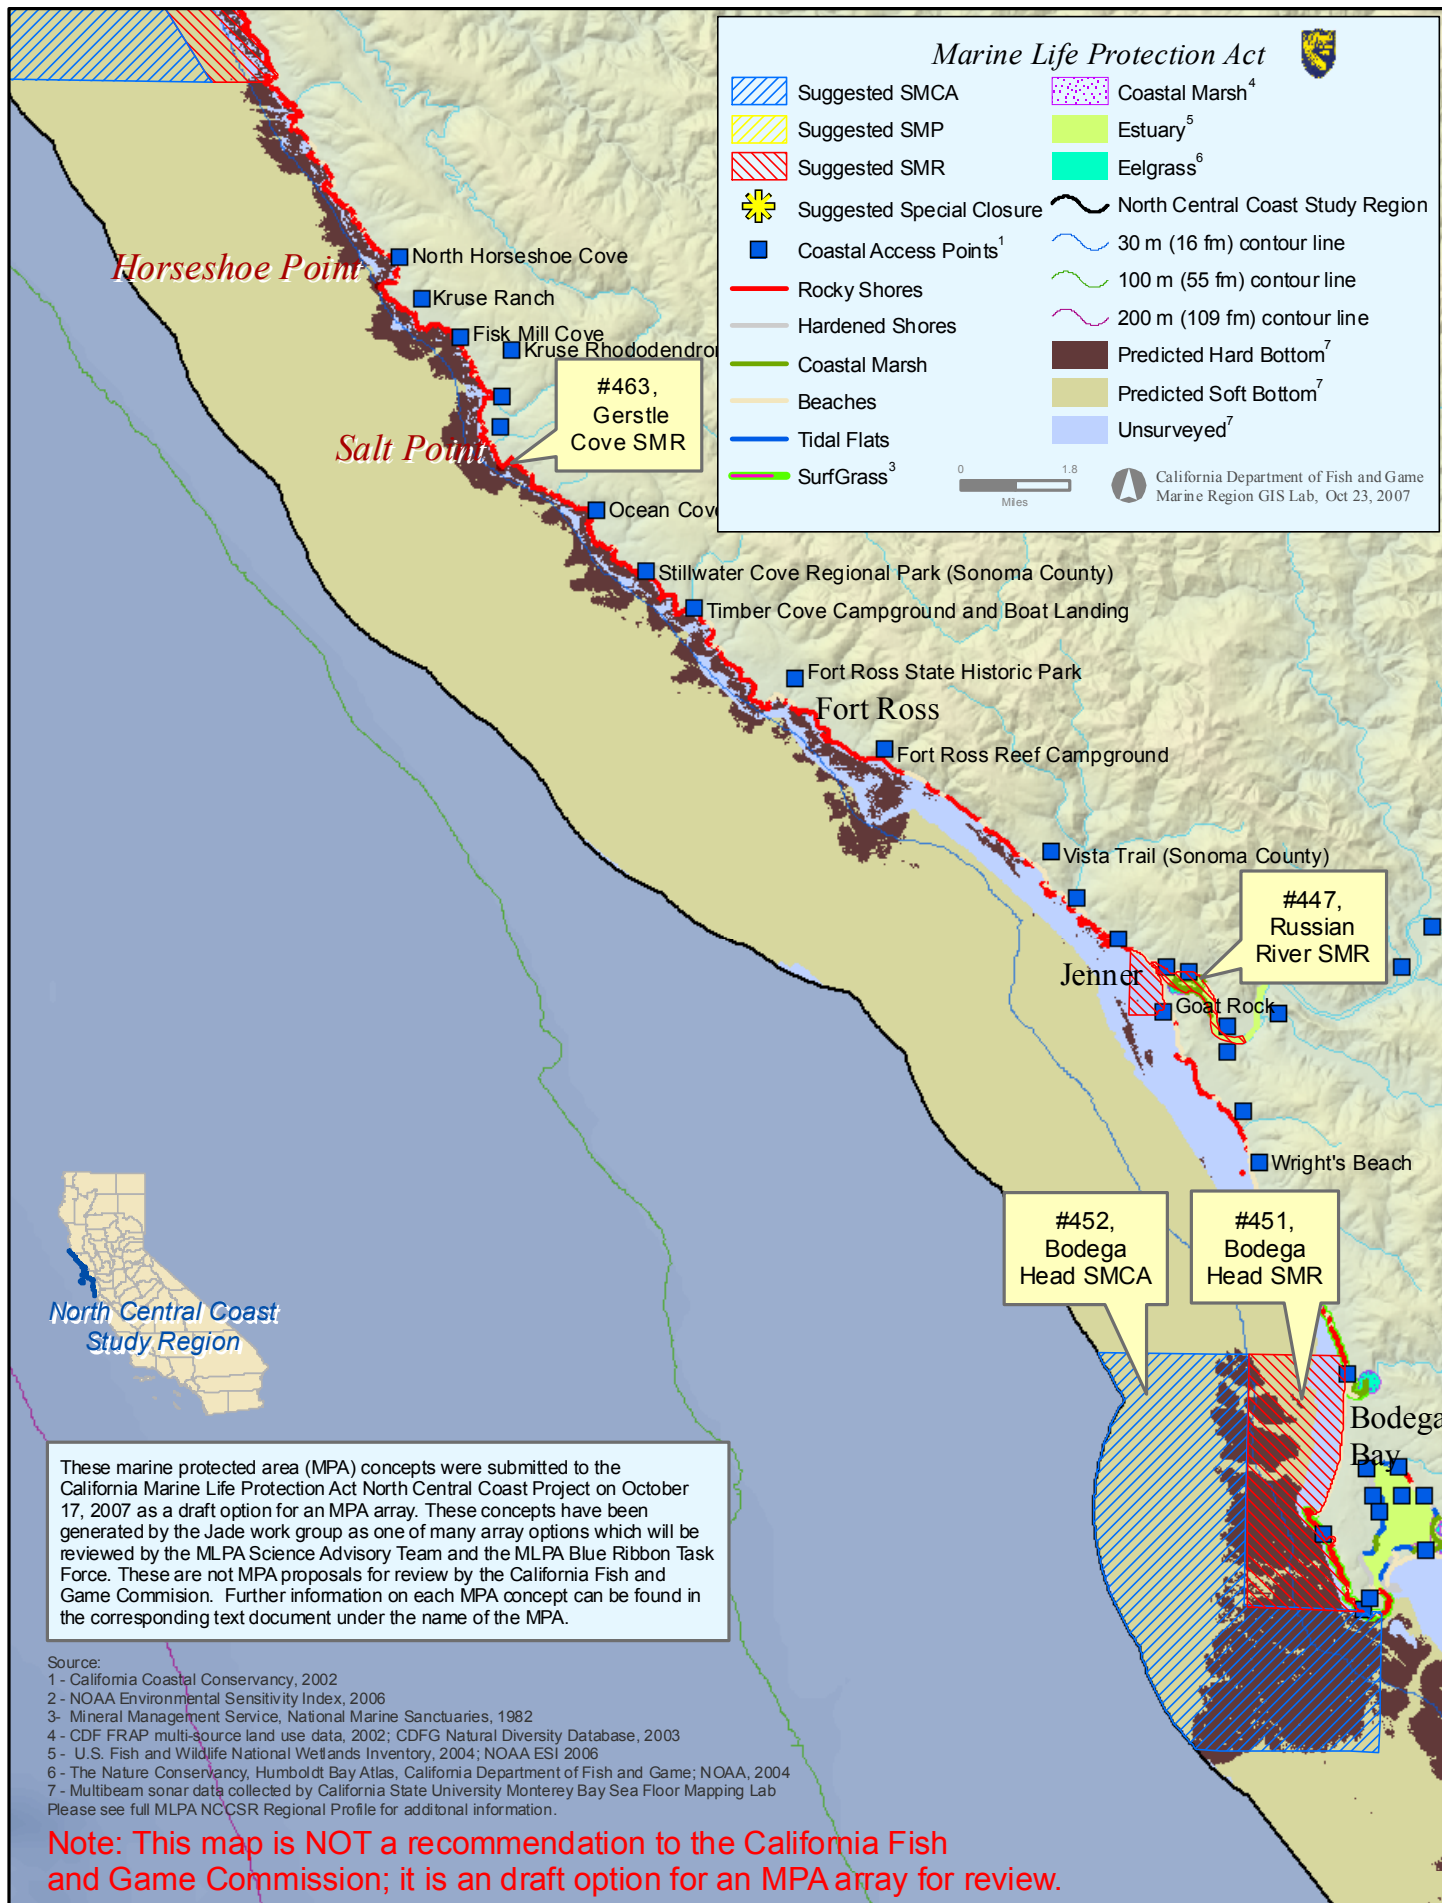 Marine Life Protection Act
Suggested SMCA
Suggested SMP
Suggested SMR
Suggested Special Closure
Coastal Access Points1
Rocky Shores
Hardened Shores
Coastal Marsh
Beaches
Tidal Flats
SurfGrass3
Coastal Marsh4
Estuary5
Eelgrass6
North Central Coast Study Region
30 m (16 fm) contour line
100 m (55 fm) contour line
200 m (109 fm) contour line
Predicted Hard Bottom7
Predicted Soft Bottom7
Unsurveyed7
0 1.8
Miles
California Department of Fish and Game
Marine Region GIS Lab, Oct 23, 2007
Horseshoe Point
North Horseshoe Cove
Kruse Ranch
Fisk Mill Cove
Kruse Rhododendron
#463,
Gerstle
Cove SMR
Salt Point
Ocean Cove
Stillwater Cove Regional Park (Sonoma County)
Timber Cove Campground and Boat Landing
Fort Ross State Historic Park
Fort Ross
Fort Ross Reef Campground
Vista Trail (Sonoma County)
#447,
Russian
River SMR
Jenner
Goat Rock
Wright's Beach
#452,
Bodega
Head SMCA
#451,
Bodega
Head SMR
Bodega
Bay
North Central Coast
Study Region
These marine protected area (MPA) concepts were submitted to the
California Marine Life Protection Act North Central Coast Project on October
17, 2007 as a draft option for an MPA array. These concepts have been
generated by the Jade work group as one of many array options which will be
reviewed by the MLPA Science Advisory Team and the MLPA Blue Ribbon Task
Force. These are not MPA proposals for review by the California Fish and
Game Commision. Further information on each MPA concept can be found in
the corresponding text document under the name of the MPA.
Source:
1 - California Coastal Conservancy, 2002
2 - NOAA Environmental Sensitivity Index, 2006
3- Mineral Management Service, National Marine Sanctuaries, 1982
4 - CDF FRAP multi-source land use data, 2002; CDFG Natural Diversity Database, 2003
5 - U.S. Fish and Wildlife National Wetlands Inventory, 2004; NOAA ESI 2006
6 - The Nature Conservancy, Humboldt Bay Atlas, California Department of Fish and Game; NOAA, 2004
7 - Multibeam sonar data collected by California State University Monterey Bay Sea Floor Mapping Lab
Please see full MLPA NCCSR Regional Profile for additonal information.
Note: This map is NOT a recommendation to the California Fish
and Game Commission; it is an draft option for an MPA array for review.